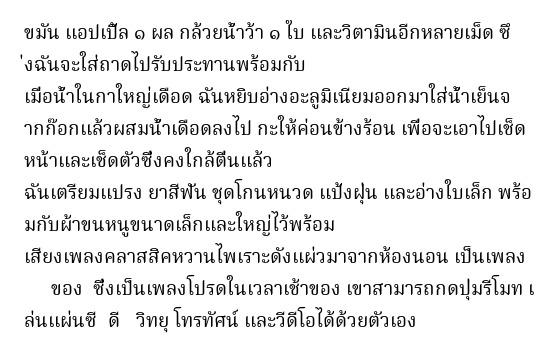 ขมัน แอปเปิ้ล ๑ ผล กล้วยน้ำว้า ๑ ใบ และวิตามินอีกหลายเม็ด ซึ
่งฉันจะใส่ถาดไปรับประทานพร้อมกับ
เมื่อน้ำในกาใหญ่เดือด ฉันหยิบอ่างอะลูมิเนียมออกมาใส่น้ำเย็นจ
ากก๊อกแล้วผสมน้ำเดือดลงไป กะให้ค่อนข้างร้อน เพื่อจะเอาไปเช็ด
หน้าและเช็ดตัวซึ่งคงใกล้ตื่นแล้ว
ฉันเตรียมแปรง ยาสีฟัน ชุดโกนหนวด แป้งฝุ่น และอ่างใบเล็ก พร้อ
มกับผ้าขนหนูขนาดเล็กและใหญ่ไว้พร้อม
เสียงเพลงคลาสสิคหวานไพเราะดังแผ่วมาจากห้องนอน เป็นเพลง
ของ ซึ่งเป็นเพลงโปรดในเวลาเช้าของ เขาสามารถกดปุ่มรีโมท เ
ล่นแผ่นซี ดี วิทยุ โทรทัศน์ และวีดีโอได้ด้วยตัวเอง